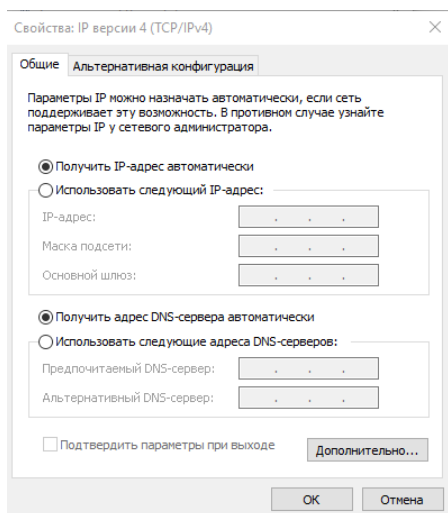 Свойства: IP версии 4 (TCP/IPv4)
Общие Альтернативная конфигурация
Параметры IP можно назначать автоматически, если сеть
поддерживает эту возможность. В противном случае узнайте
параметры IP у сетевого администратора.
Получить IP-адрес автоматически
Использовать следующий IP-адрес:
IP-адрес:
Маска подсети:
Основной шлюз:
Получить адрес DNS-сервера автоматически
Использовать следующие адреса DNS-серверов:
Предпочитаемый DNS-сервер:
Альтернативный DNS-сервер:
Подтвердить параметры при выходе
Дополнительно...
ОК Отмена